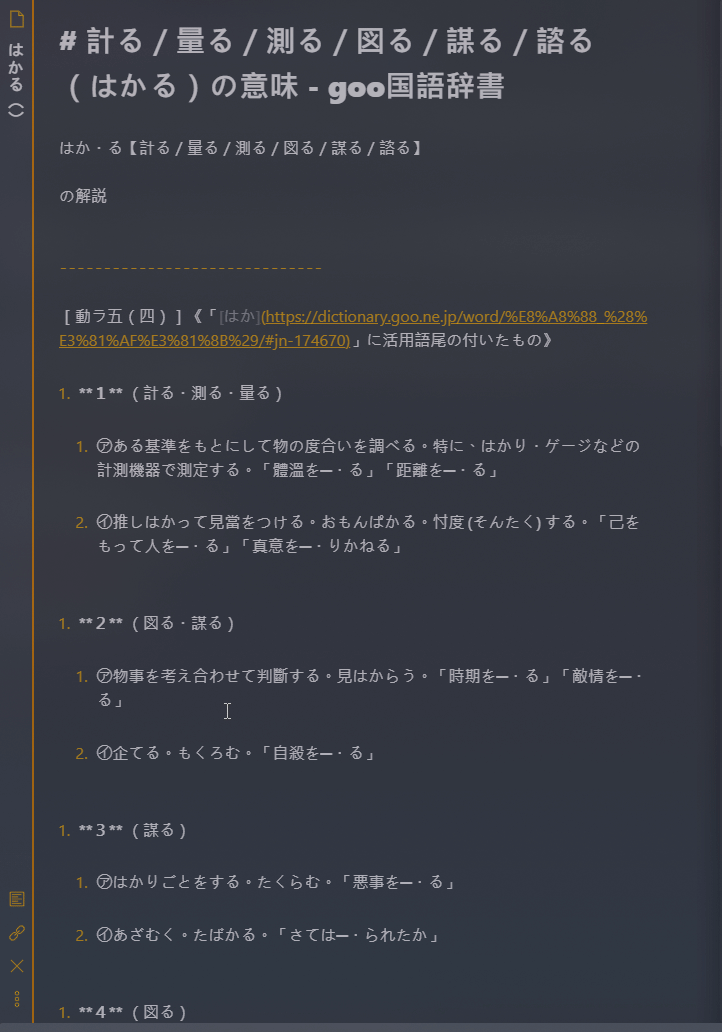 はかる ()
# 計る / 量る / 測る / 図る / 謀る / 諮る
( はかる ) の意味 - goo国語辞書
はか・る【計る / 量る / 測る / 図る / 謀る / 諮る】
の解説
------------------------------
［動ラ五（四）］《「[はか](https://dictionary.goo.ne.jp/word/%E8%A8%88_%28%
E3%81%AF%E3%81%8B%29/#jn-174670)」に活用語尾の付いたもの》
1. **１** （計る・測る・量る）
1. ㋐ある基準をもとにして物の度合いを調べる。特に、はかり・ゲージなどの
計測機器で測定する。「體溫を━・る」「距離を━・る」
2. ㋑推しはかって見當をつける。おもんぱかる。忖度 (そんたく) する。「己を
もって人を━・る」「真意を━・りかねる」
1. **２** （図る・謀る）
1. ㋐物事を考え合わせて判斷する。見はからう。「時期を━・る」「敵情を━・
る」
2. ㋑企てる。もくろむ。「自殺を━・る」
1. **３** （謀る）
1. ㋐はかりごとをする。たくらむ。「悪事を━・る」
2. ㋑あざむく。たばかる。「さては━・られたか」
1. **４** （図る）